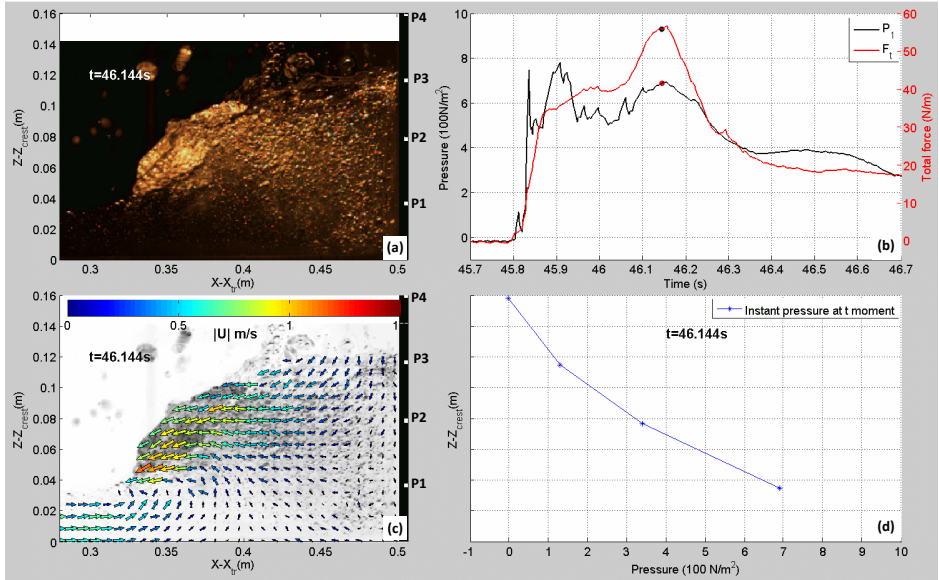 0.16
0.14
0.12
0.1
0.08
0.06
0.04
0.02
0
Z-Z_crest(m)
t=46.144s
P4
P3
P2
P1
(a)
0.3 0.35 0.4 0.45 0.5
X-X_tr(m)
10
8
6
4
2
0
Pressure (100N/m²)
P₁
F_t
60
50
40
30
20
10
0
Total force (N/m)
(b)
45.7 45.8 45.9 46 46.1 46.2 46.3 46.4 46.5 46.6 46.7
Time (s)
0.16
0.14
0.12
0.1
0.08
0.06
0.04
0.02
0
Z-Z_crest(m)
0 0.5 1 1
|U| m/s
t=46.144s
P4
P3
P2
P1
(c)
0.3 0.35 0.4 0.45 0.5
X-X_tr(m)
Z-Z_crest(m)
Instant pressure at t moment
t=46.144s
(d)
-1 0 1 2 3 4 5 6 7 8 9 10
Pressure (100 N/m²)